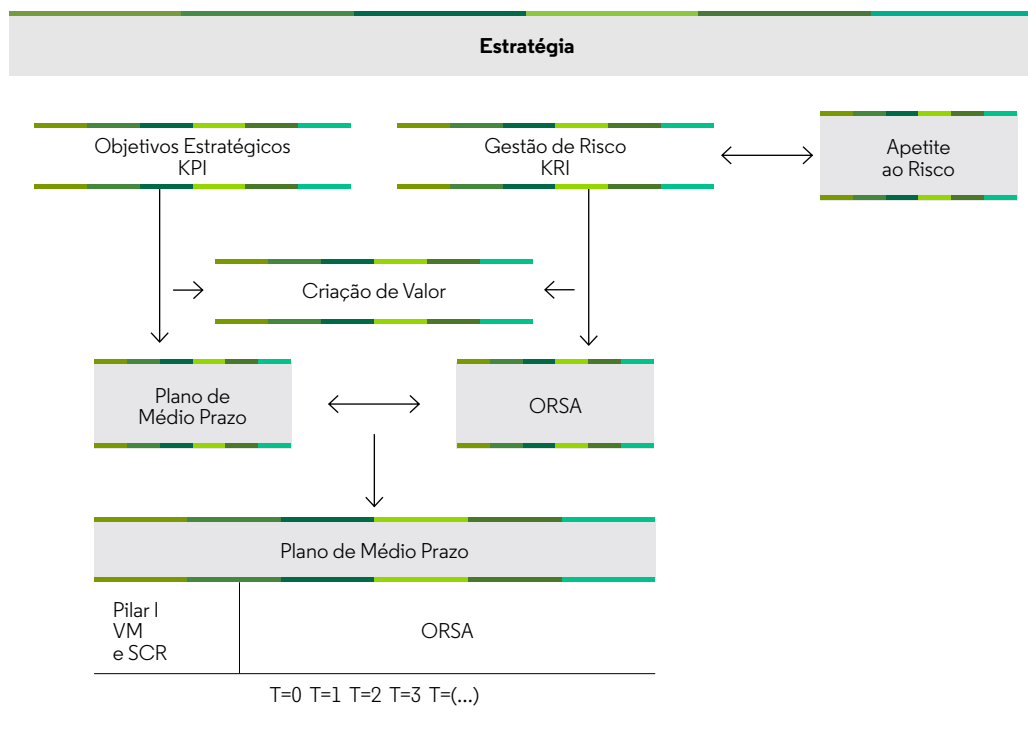 Estratégia
Objetivos Estratégicos
KPI
Gestão de Risco
KRI
Apetite
ao Risco
Criação de Valor
Plano de
Médio Prazo
ORSA
Plano de Médio Prazo
Pilar I
VM
e SCR
ORSA
T=0 T=1 T=2 T=3 T=(...)